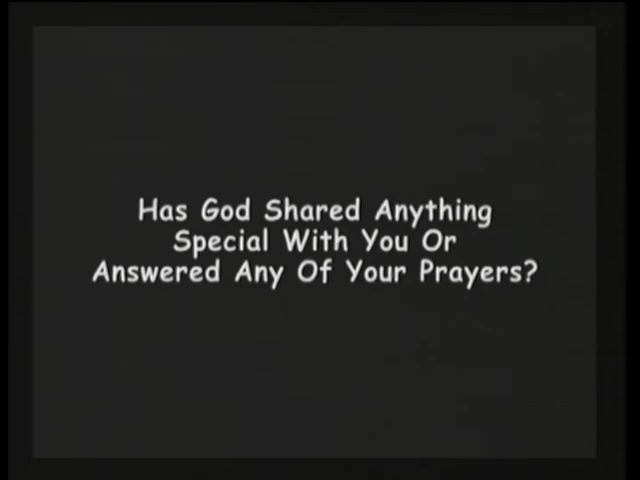 Has God Shared Anything
Special With You Or
Answered Any Of Your Prayers?